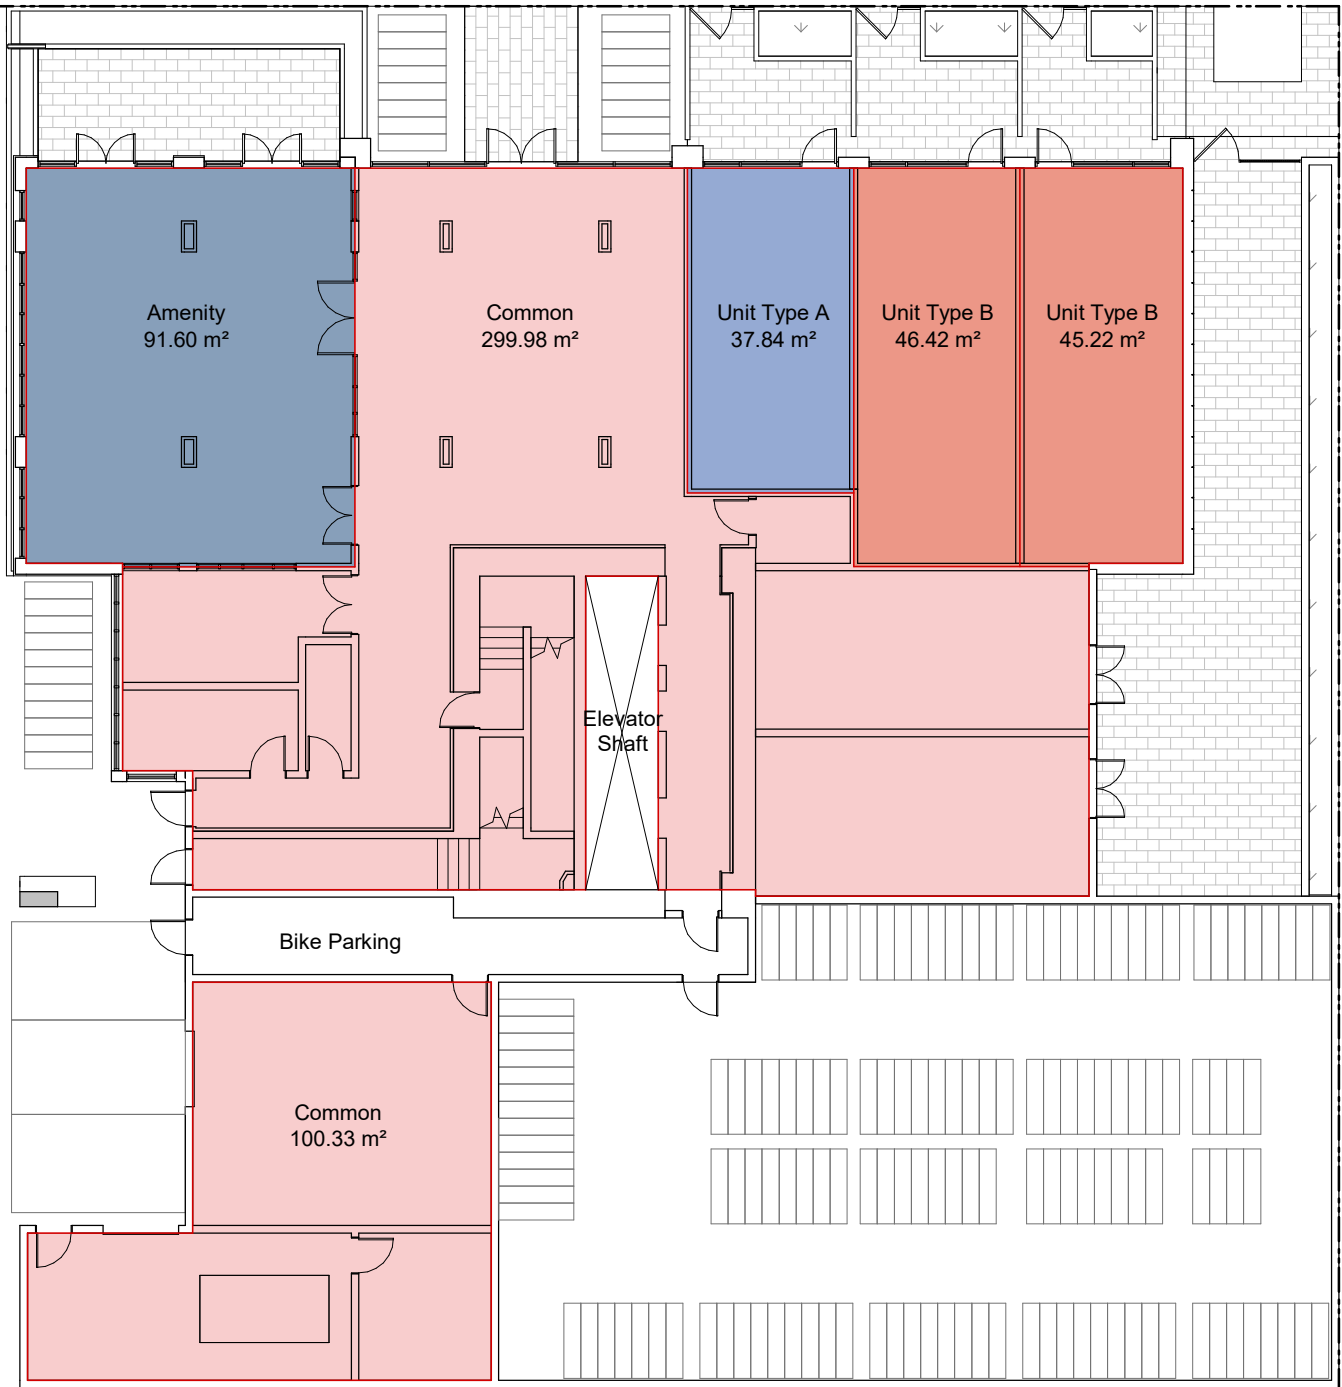 Amenity
91.60 m²
Common
299.98 m²
Unit Type A
37.84 m²
Unit Type B
46.42 m²
Unit Type B
45.22 m²
Elevator
Shaft
Bike Parking
Common
100.33 m²